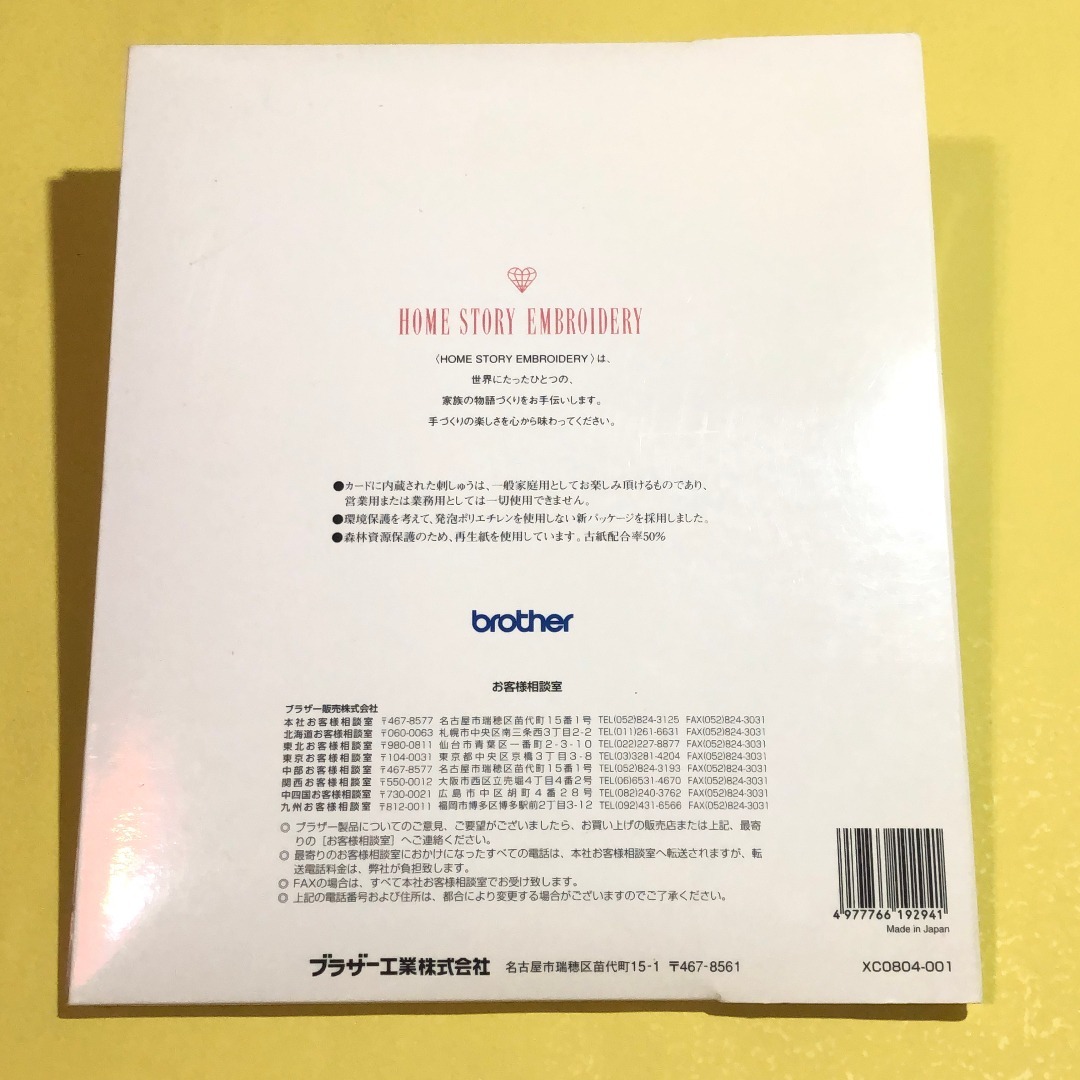 HOME STORY EMBROIDERY
〈HOME STORY EMBROIDERY〉は、
世界にたったひとつの、
家族の物語づくりをお手伝いします。
手づくりの楽しさを心から味わってください。
●カードに内蔵された刺しゅうは、一般家庭用としてお楽しみ頂けるものであり、
営業用または業務用としては一切使用できません。
●環境保護を考えて、発泡ポリエチレンを使用しない新パッケージを採用しました。
●森林資源保護のため、再生紙を使用しています。古紙配合率50%
brother
お客様相談室
ブラザー販売株式会社
本社お客様相談室 〒467-8577 名古屋市瑞穂区苗代町15番1号 TEL(052)824-3125 FAX(052)824-3031
北海道お客様相談室 〒060-0063 札幌市中央区南三条西3丁目2-2 TEL(011)261-6631 FAX(052)824-3031
東北お客様相談室 〒980-0811 仙台市青葉区一番町2-3-10 TEL(022)227-8877 FAX(052)824-3031
東京お客様相談室 〒104-0031 東京都中央区京橋3丁目3-8 TEL(03)3281-4204 FAX(052)824-3031
中部お客様相談室 〒467-8577 名古屋市瑞穂区苗代町15番1号 TEL(052)824-3193 FAX(052)824-3031
関西お客様相談室 〒550-0012 大阪市西区立売堀4丁目4番2号 TEL(06)6531-4670 FAX(052)824-3031
中四国お客様相談室 〒730-0021 広島市中区胡町4番28号 TEL(082)240-3762 FAX(052)824-3031
九州お客様相談室 〒812-0011 福岡市博多区博多駅前2丁目3-12 TEL(092)431-6566 FAX(052)824-3031
◎ ブラザー製品についてのご意見、ご要望がございましたら、お買い上げの販売店または上記、最寄
りの［お客様相談室］へご連絡ください。
◎ 最寄りのお客様相談室におかけになったすべての電話は、本社お客様相談室へ転送されますが、転
送電話料金は、弊社が負担致します。
◎ FAXの場合は、すべて本社お客様相談室でお受け致します。
◎ 上記の電話番号および住所は、都合により変更する場合がございますのでご了承ください。
4 977766 192941
Made in Japan
ブラザー工業株式会社 名古屋市瑞穂区苗代町15-1 〒467-8561
XC0804-001